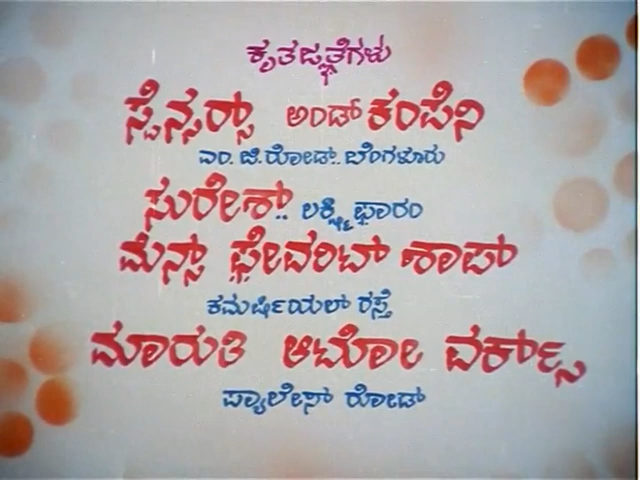 ಕೃತಜ್ಞತೆಗಳು
ಸ್ಪೆನ್ಸರ‍್ಸ್ ಅಂಡ್ ಕಂಪೆನಿ
ಎಂ. ಜಿ. ರೋಡ್.. ಬೆಂಗಳೂರು
ಸುರೇಶ್.. ಲಕ್ಷ್ಮಿಫಾರಂ
ಮೆನ್ಸ್ ಫೇವರಿಟ್ ಶಾಪ್
ಕಮರ್ಷಿಯಲ್ ರಸ್ತೆ
ಮಾರುತಿ ಆಟೋ ವರ್ಕ್ಸ್
ಪ್ಯಾಲೇಸ್ ರೋಡ್